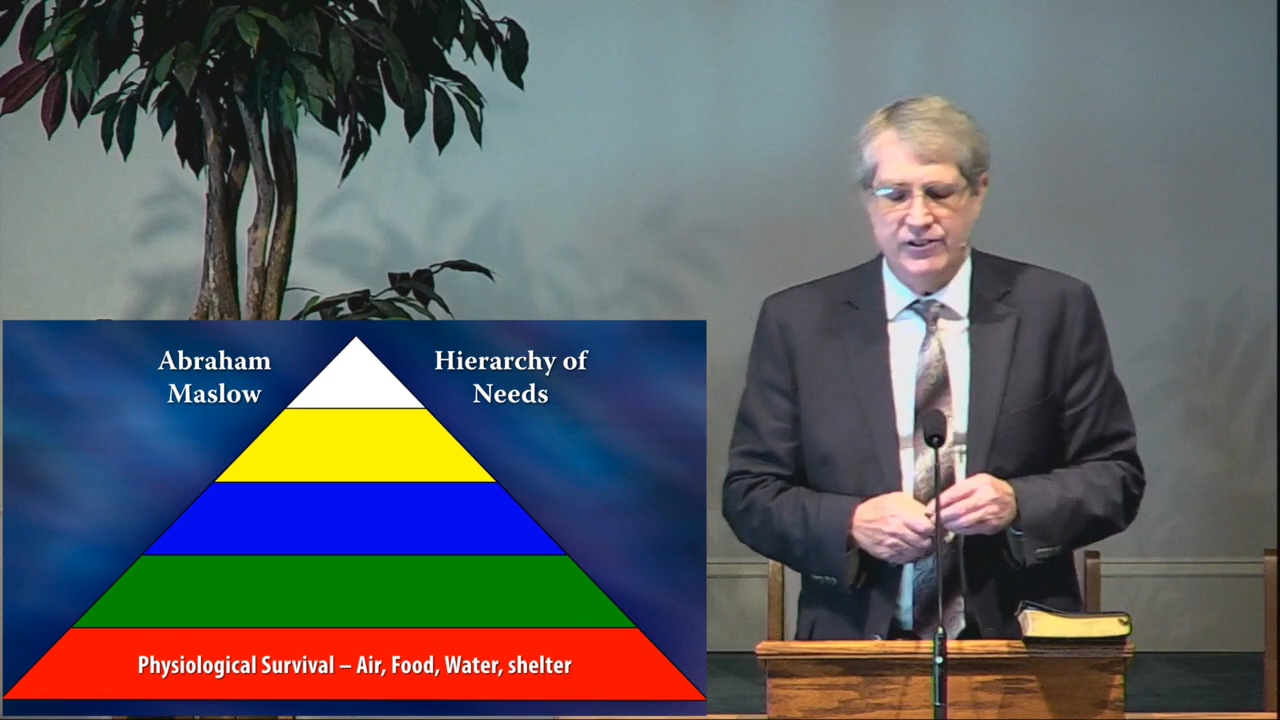 Abraham
Maslow
Hierarchy of
Needs
Physiological Survival – Air, Food, Water, shelter